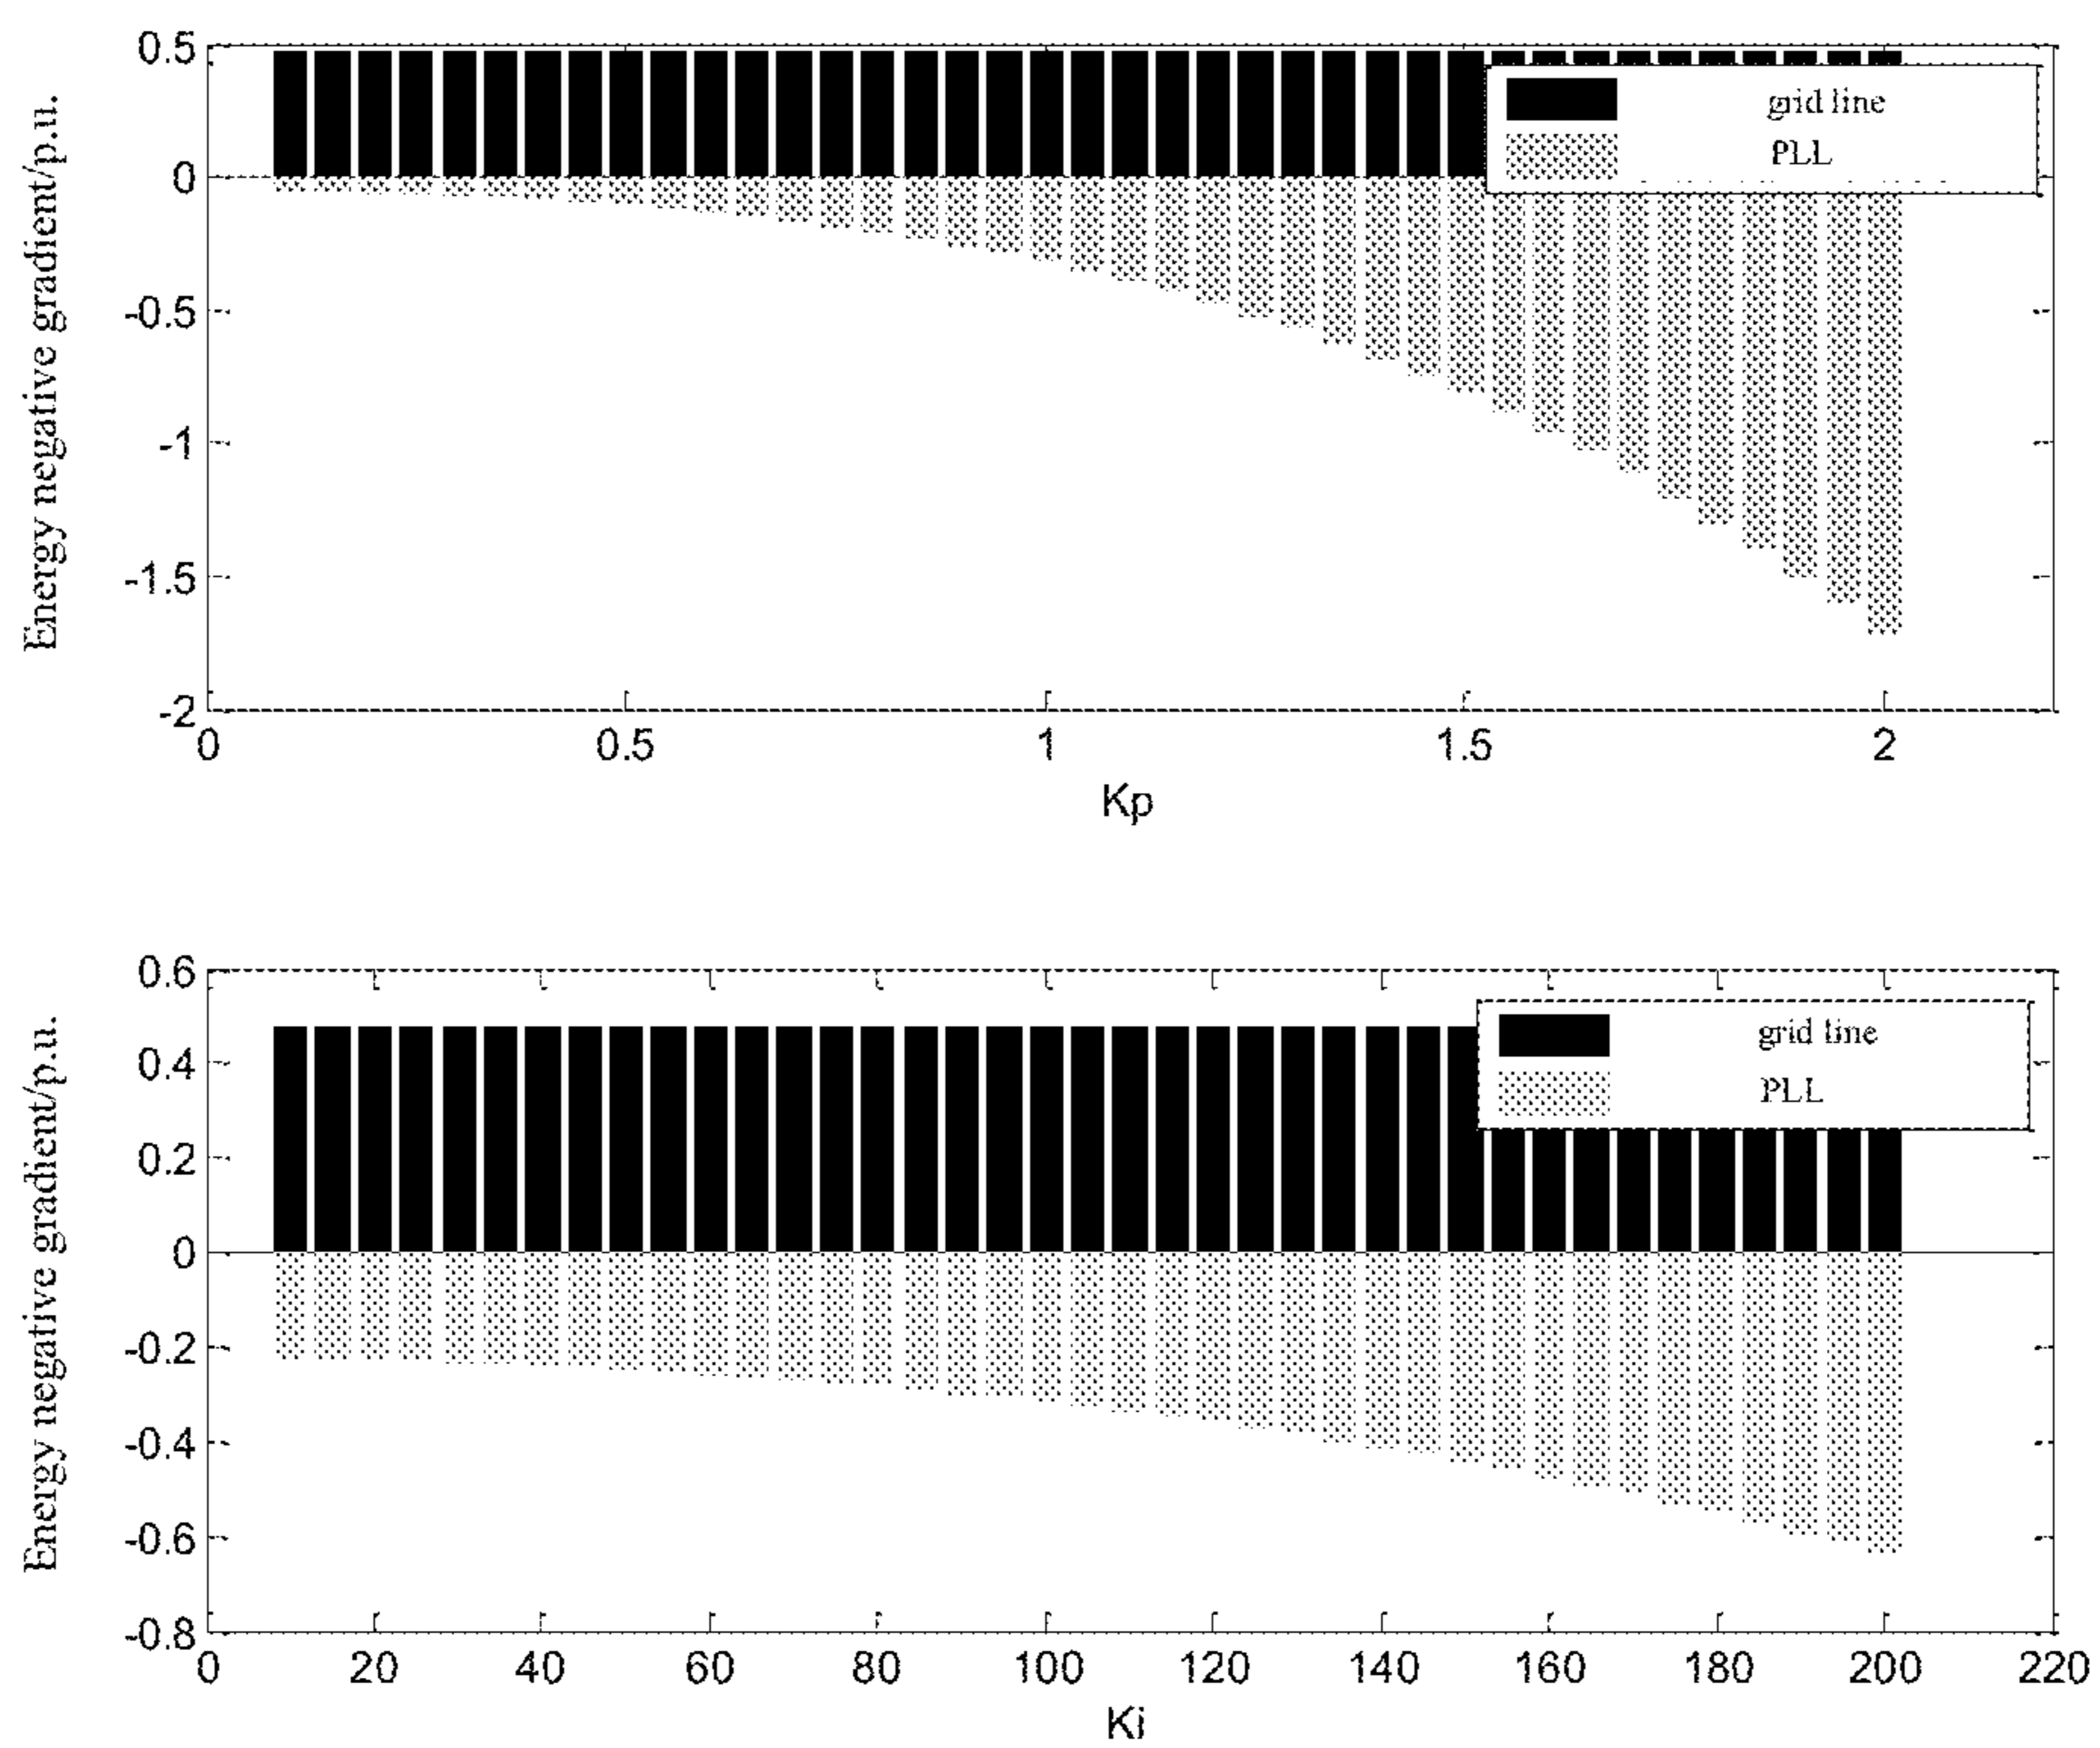 Energy negative gradient/p.u.
0.5
0
-0.5
-1
-1.5
-2
grid line
PLL
0 0.5 1 1.5 2
Kp
Energy negative gradient/p.u.
0.6
0.4
0.2
0
-0.2
-0.4
-0.6
-0.8
grid line
PLL
0 20 40 60 80 100 120 140 160 180 200 220
Ki